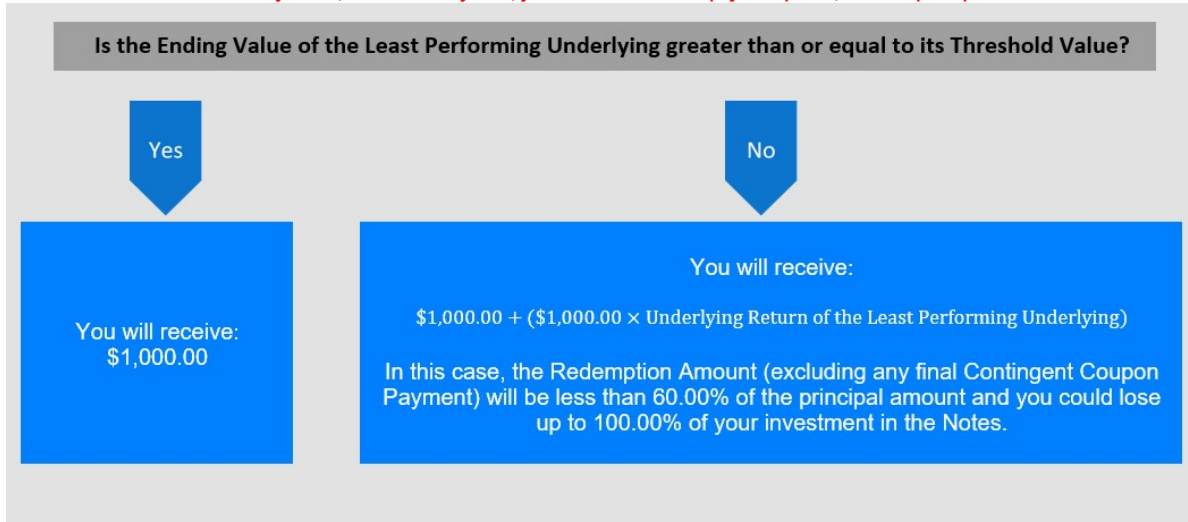 Is the Ending Value of the Least Performing Underlying greater than or equal to its Threshold Value?
Yes
No
You will receive:
$1,000.00
You will receive:
$1,000.00 + ($1,000.00 × Underlying Return of the Least Performing Underlying)
In this case, the Redemption Amount (excluding any final Contingent Coupon
Payment) will be less than 60.00% of the principal amount and you could lose
up to 100.00% of your investment in the Notes.